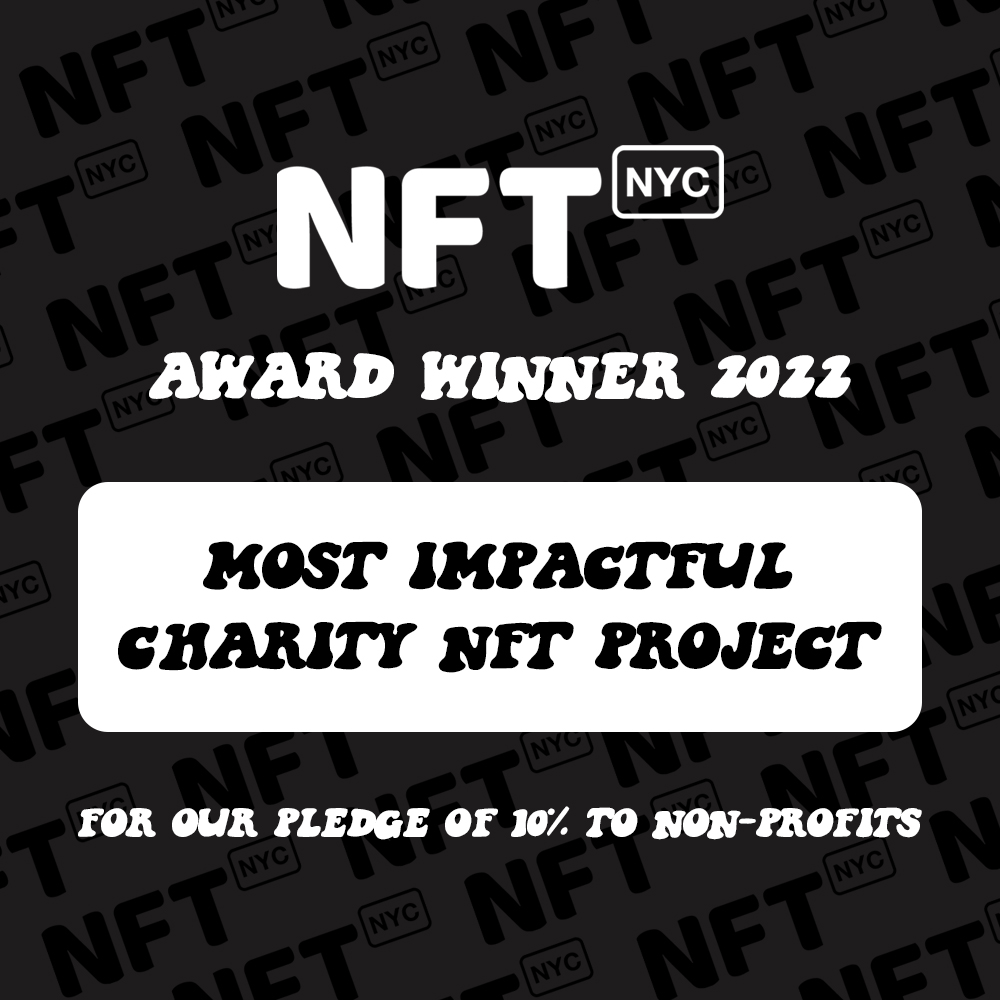 NFT NYC
AWARD WINNER 2022
MOST IMPACTFUL
CHARITY NFT PROJECT
FOR OUR PLEDGE OF 10% TO NON-PROFITS